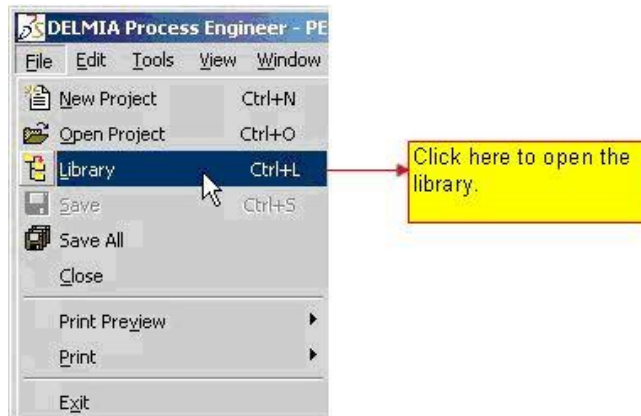 DELMIA Process Engineer - PE
File Edit Tools View Window
New Project Ctrl+N
Open Project Ctrl+O
Library Ctrl+L
Click here to open the
library.
Save Ctrl+S
Save All
Close
Print Preview
Print
Exit